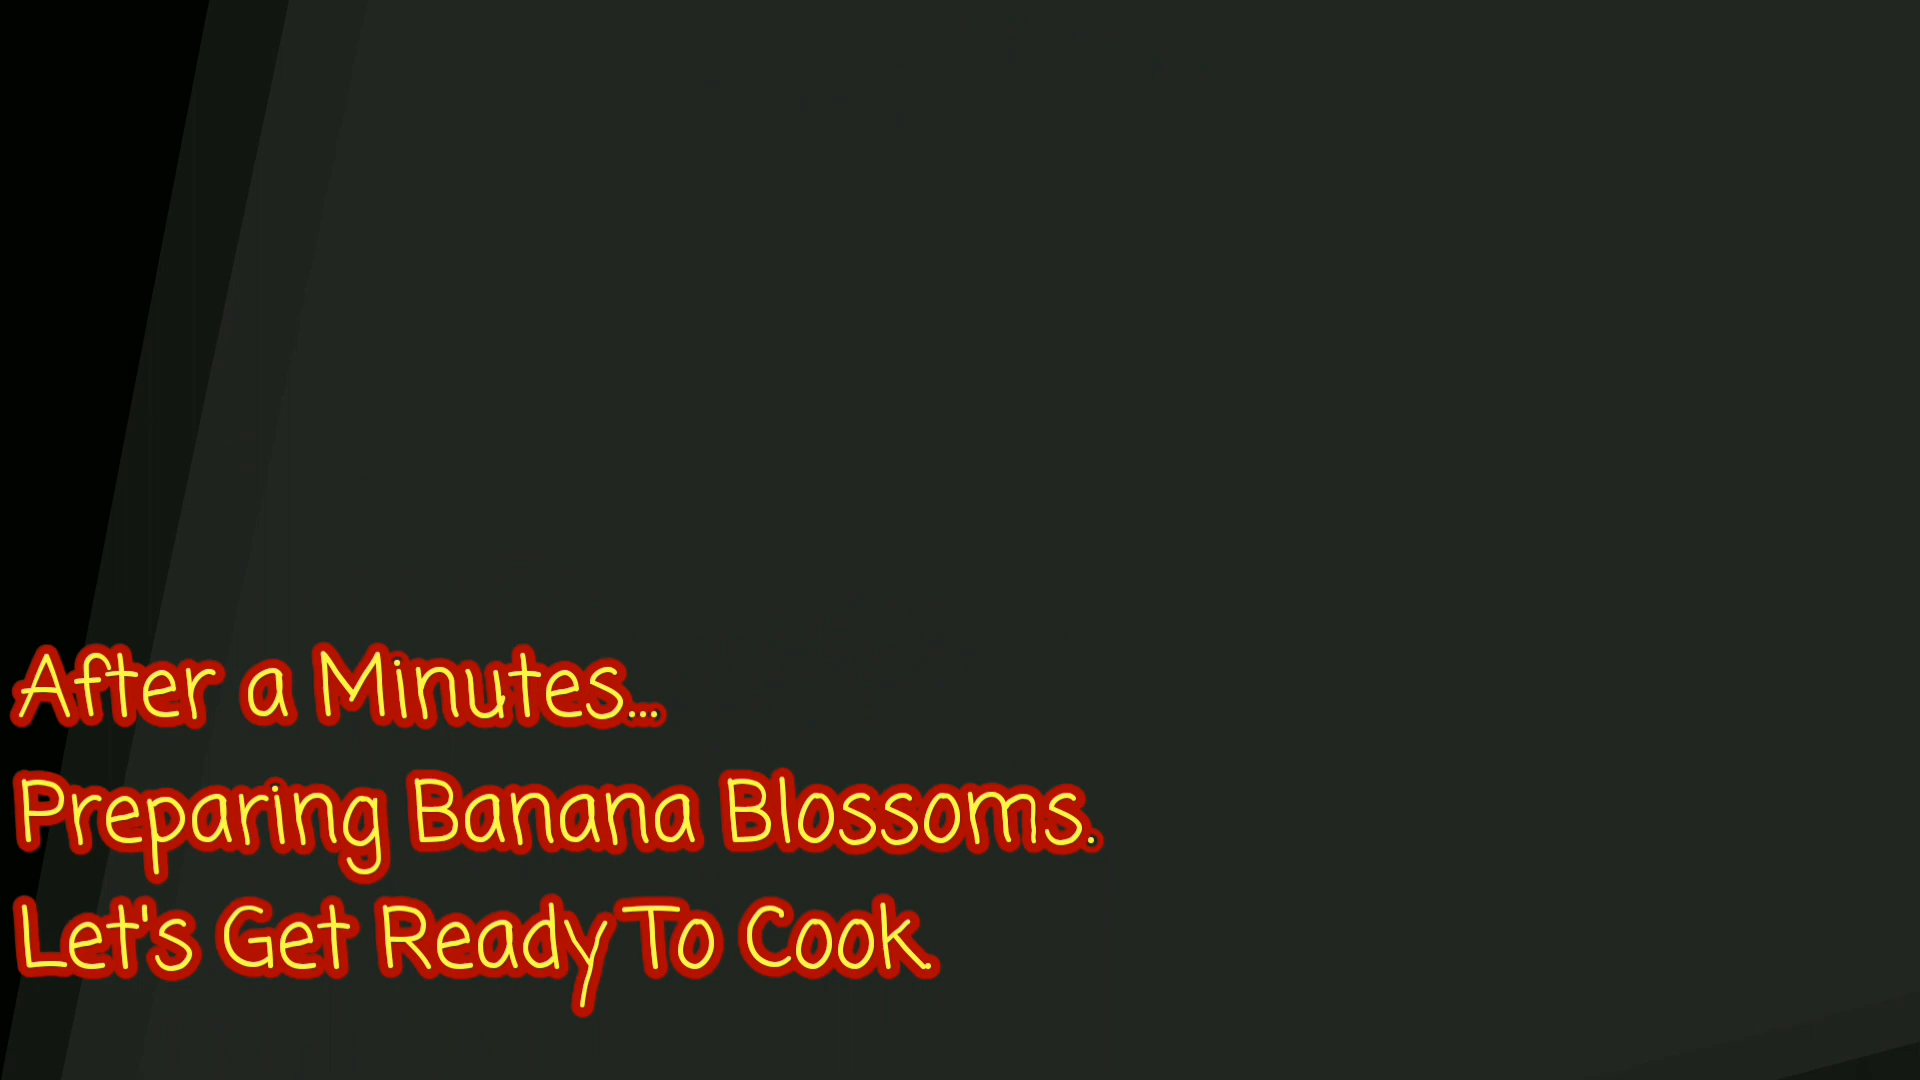 After a Minutes...
Preparing Banana Blossoms.
Let's Get Ready To Cook.